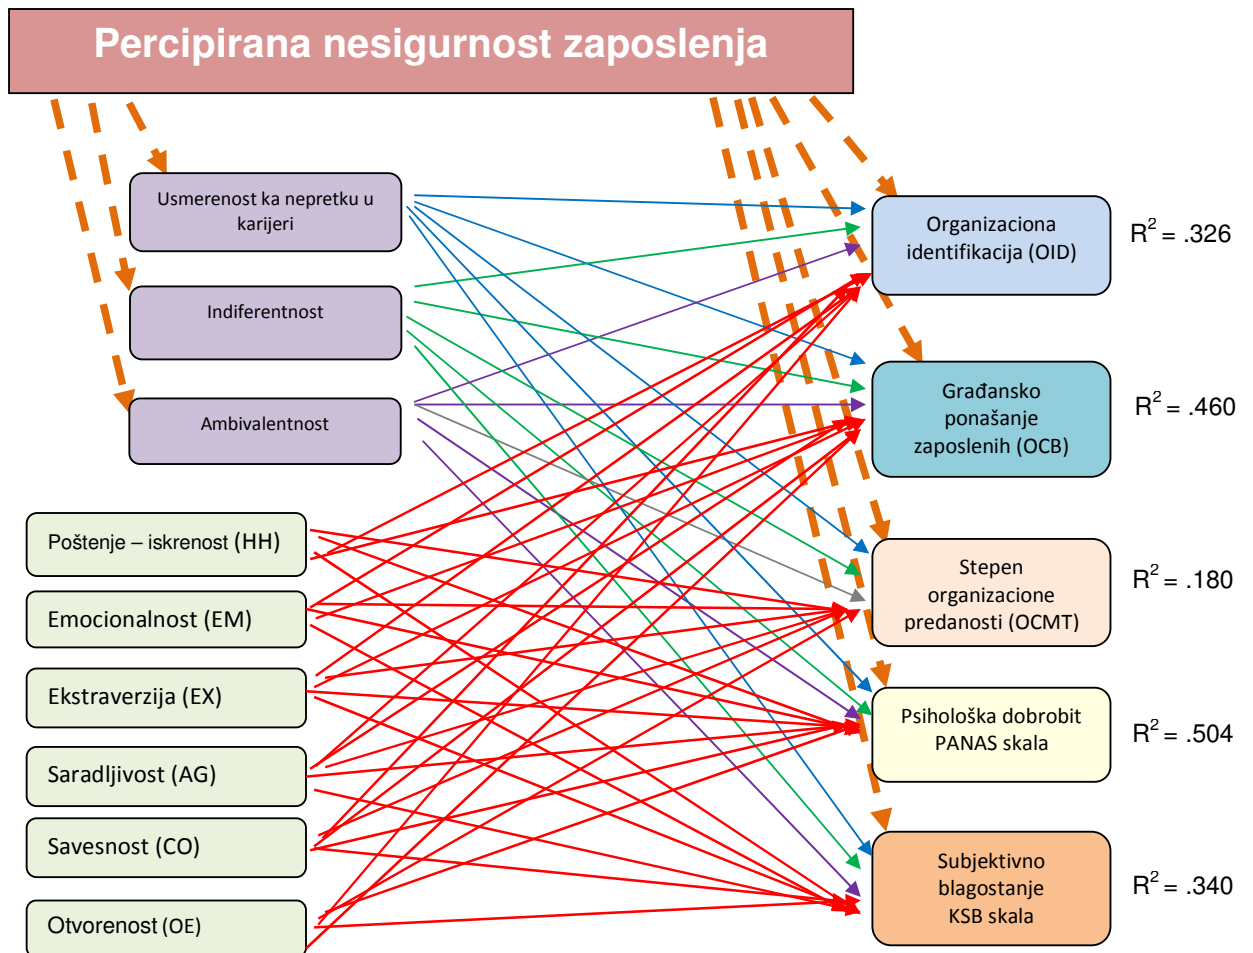 Percipirana nesigurnost zaposlenja
Usmerenost ka nepretku u
karijeri
Indiferentnost
Ambivalentnost
Poštenje – iskrenost (HH)
Emocionalnost (EM)
Ekstraverzija (EX)
Saradljivost (AG)
Savesnost (CO)
Otvorenost (OE)
Organizaciona
identifikacija (OID)
R² = .326
Građansko
ponašanje
zaposlenih (OCB)
R² = .460
Stepen
organizacione
predanosti (OCMT)
R² = .180
Psihološka dobrobit
PANAS skala
R² = .504
Subjektivno
blagostanje
KSB skala
R² = .340